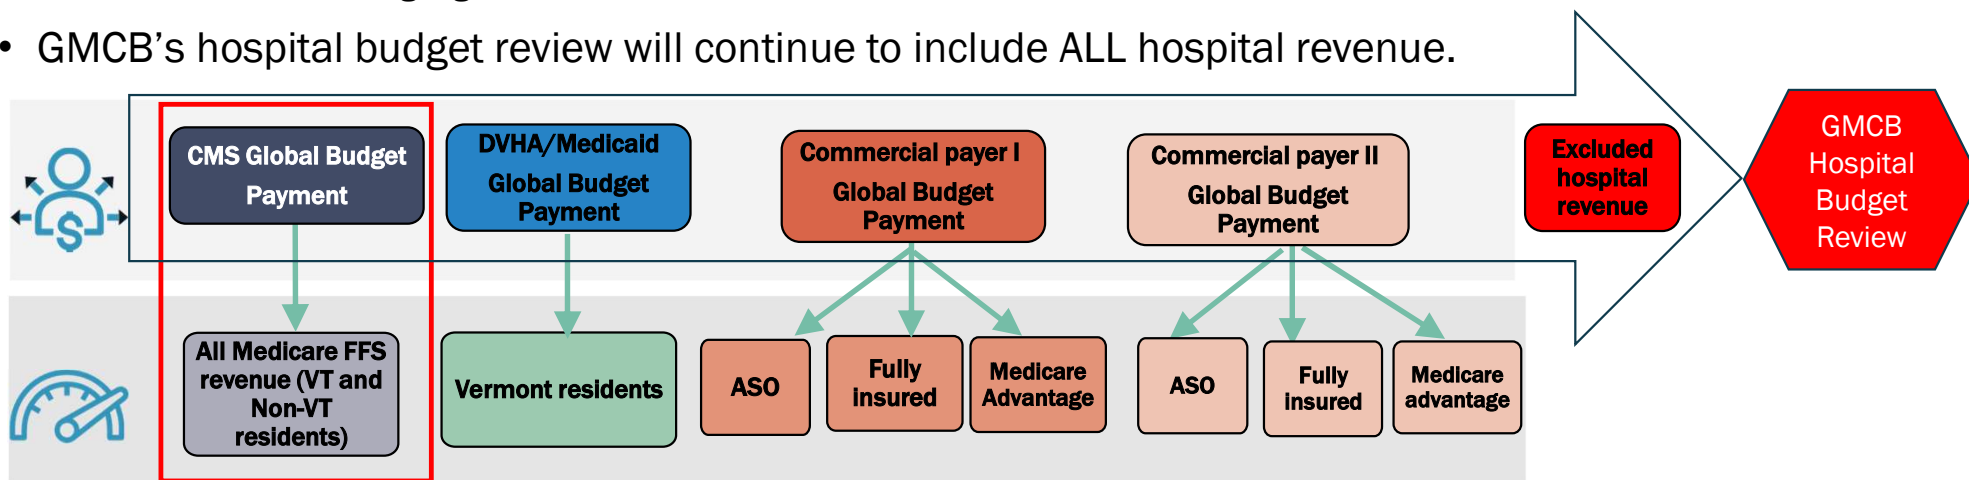 • GMCB's hospital budget review will continue to include ALL hospital revenue.
CMS Global Budget
Payment
DVHA/Medicaid
Global Budget
Payment
Commercial payer I
Global Budget
Payment
Commercial payer II
Global Budget
Payment
Excluded
hospital
revenue
GMCB
Hospital
Budget
Review
All Medicare FFS
revenue (VT and
Non-VT
residents)
Vermont residents
ASO
Fully
insured
Medicare
Advantage
ASO
Fully
insured
Medicare
advantage